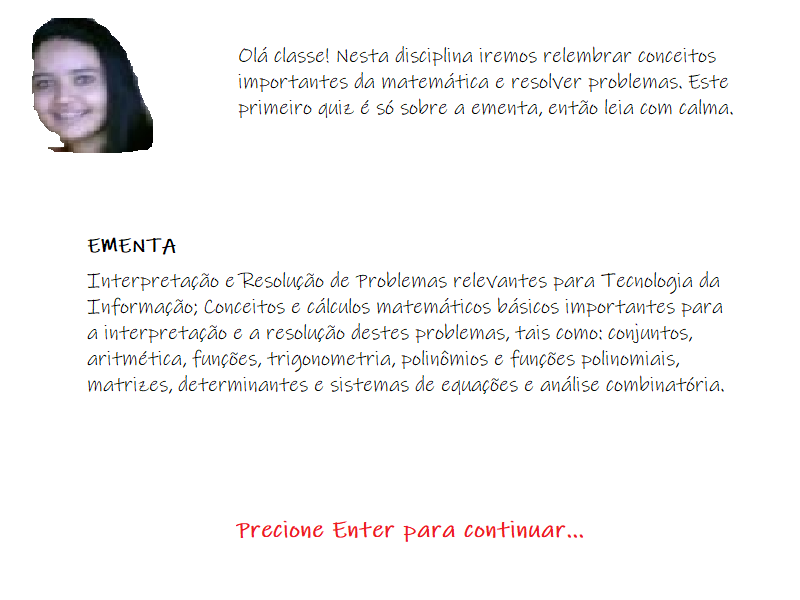 Olá classe! Nesta disciplina iremos relembrar conceitos
importantes da matemática e resolver problemas. Este
primeiro quiz é só sobre a ementa, então leia com calma.
EMENTA
Interpretação e Resolução de Problemas relevantes para Tecnologia da
Informação; Conceitos e cálculos matemáticos básicos importantes para
a interpretação e a resolução destes problemas, tais como: conjuntos,
aritmética, funções, trigonometria, polinômios e funções polinomiais,
matrizes, determinantes e sistemas de equações e análise combinatória.
Precione Enter para continuar...